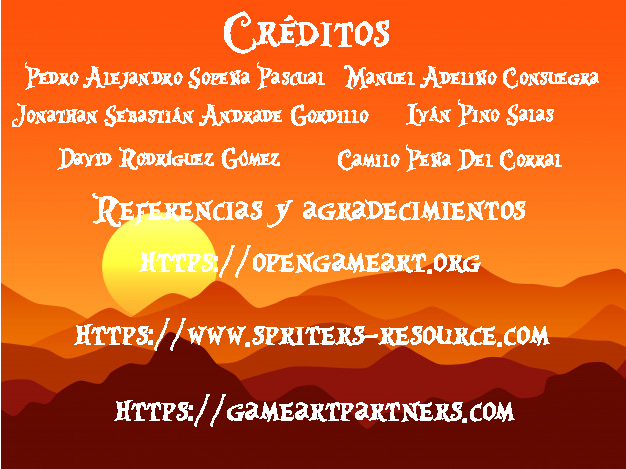 Créditos
Pedro Alejandro Sopeña Pascual Manuel Adeliño Consuegra
Jonathan Sebastián Andrade Gordillo Iván Pino Salas
David Rodríguez Gómez Camilo Peña Del Corral
Referencias y agradecimientos
https://opengameart.org
https://www.spriters-resource.com
https://gameartpartners.com